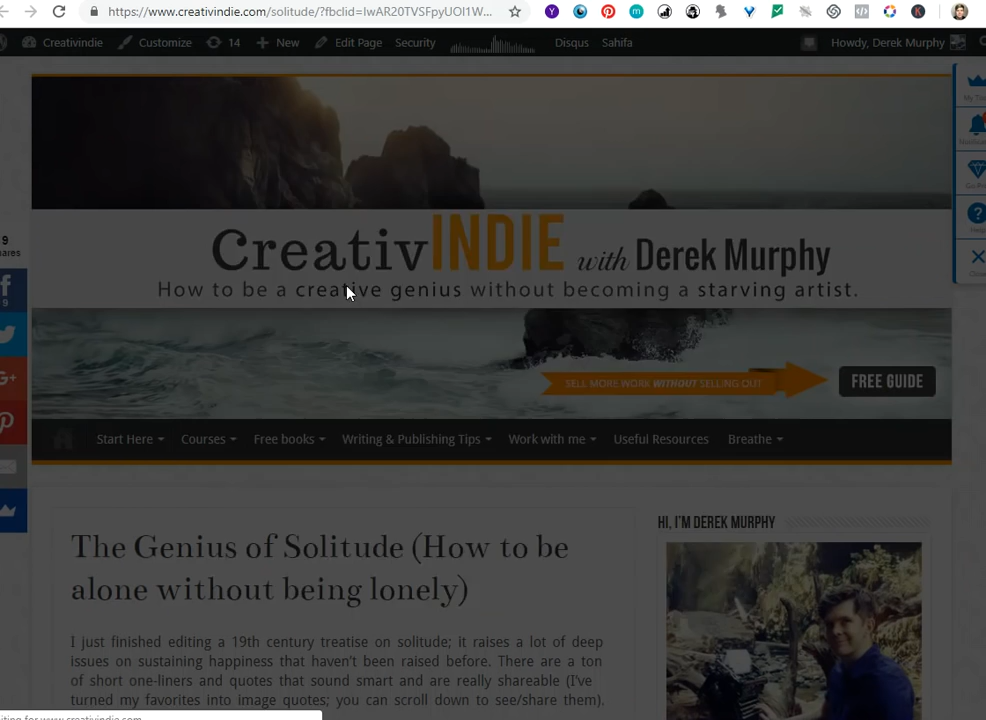 https://www.creativindie.com/solitude/?fbclid=IwAR20TVSFpyUOI1W...
Creativindie Customize 14 New Edit Page Security Disqus Sahifa Howdy, Derek Murphy
CreativINDIE with Derek Murphy
How to be a creative genius without becoming a starving artist.
SELL MORE WORK WITHOUT SELLING OUT
FREE GUIDE
9
9
Start Here Courses Free books Writing & Publishing Tips Work with me Useful Resources Breathe
The Genius of Solitude (How to be
alone without being lonely)
HI, I'M DEREK MURPHY
I just finished editing a 19th century treatise on solitude; it raises a lot of deep
issues on sustaining happiness that haven't been raised before. There are a ton
of short one-liners and quotes that sound smart and are really shareable (I've
turned my favorites into image quotes; you can scroll down to see/share them).